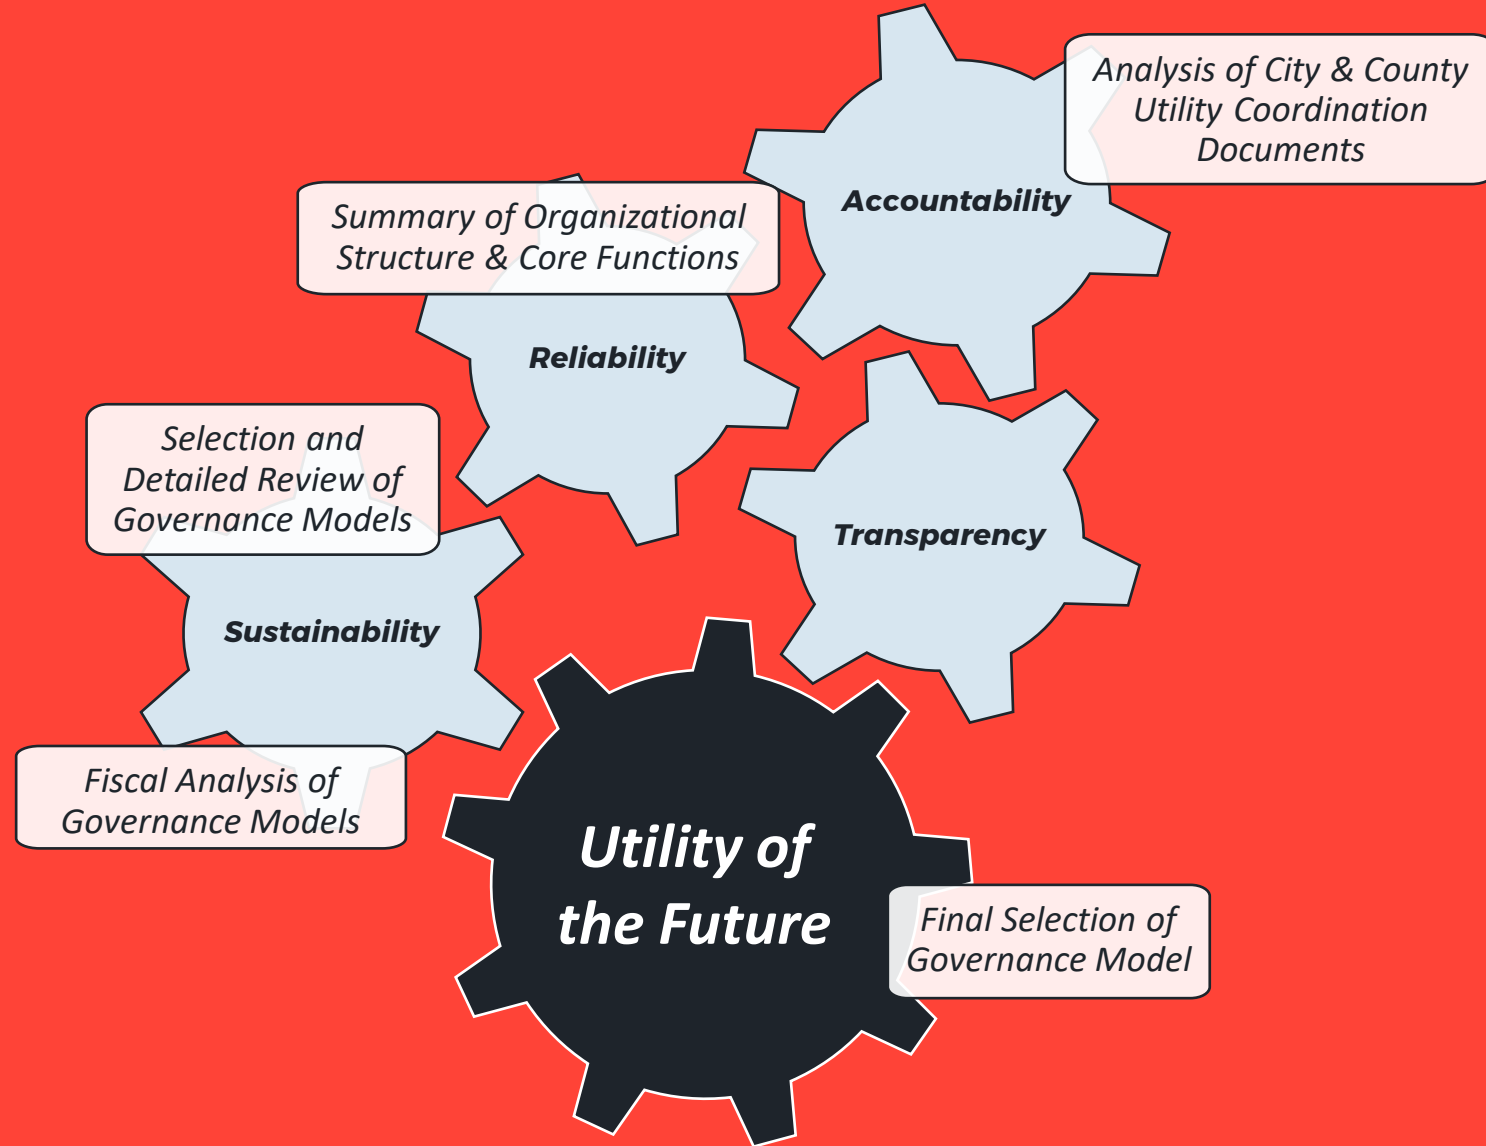 Analysis of City & County
Utility Coordination
Documents
Accountability
Summary of Organizational
Structure & Core Functions
Reliability
Selection and
Detailed Review of
Governance Models
Transparency
Sustainability
Fiscal Analysis of
Governance Models
Utility of
the Future
Final Selection of
Governance Model